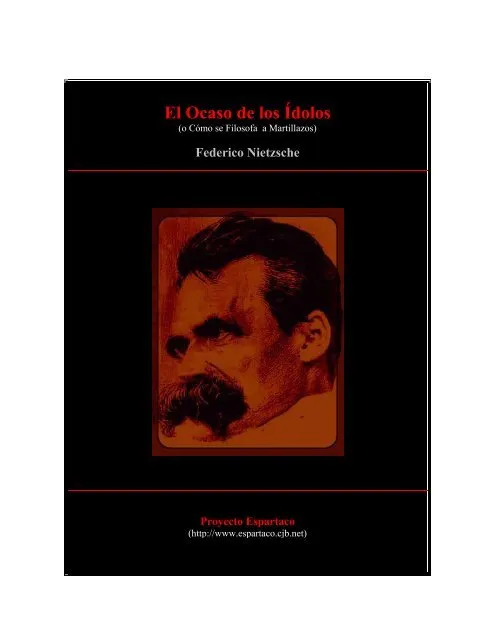 El Ocaso de los Ídolos
(o Cómo se Filosofa a Martillazos)
Federico Nietzsche
Proyecto Espartaco
(http://www.espartaco.cjb.net)